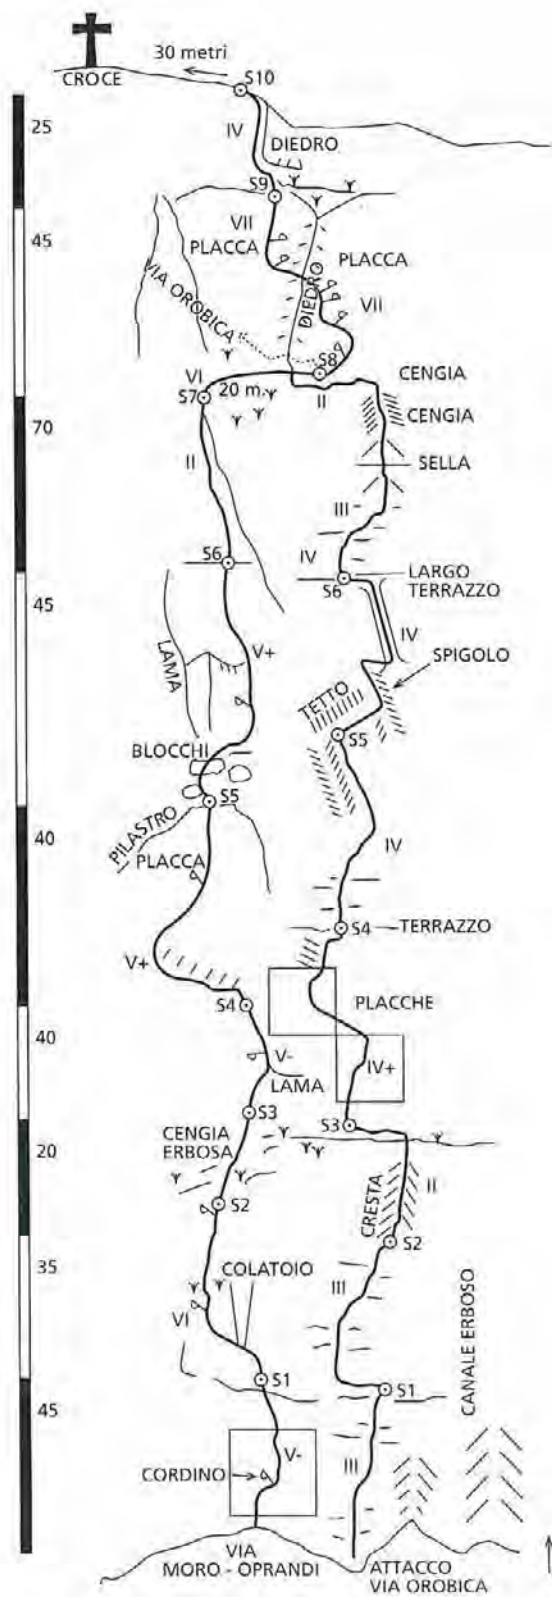 30 metri
S10
CROCE
25
IV
DIEDRO
S9
VII
45
PLACCA
PLACCA
VIA OROBICA
DIEDRO
VII
S8
CENGIA
VI
20 m.
S7
II
CENGIA
70
II
SELLA
III
S6
IV
S6
LARGO
TERRAZZO
45
IV
LAMA
V+
SPIGOLO
TETTO
S5
BLOCCHI
S5
PILASTRO
40
PLACCA
IV
S4
TERRAZZO
V+
S4
PLACCHE
40
V-
IV+
LAMA
S3
S3
CENGIA
ERBOSA
20
II
CRESTA
S2
S2
35
COLATOIO
III
VI
CANALE ERBOSO
S1
S1
45
V-
III
CORDINO
VIA
MORO - OPRANDI
ATTACCO
VIA OROBICA